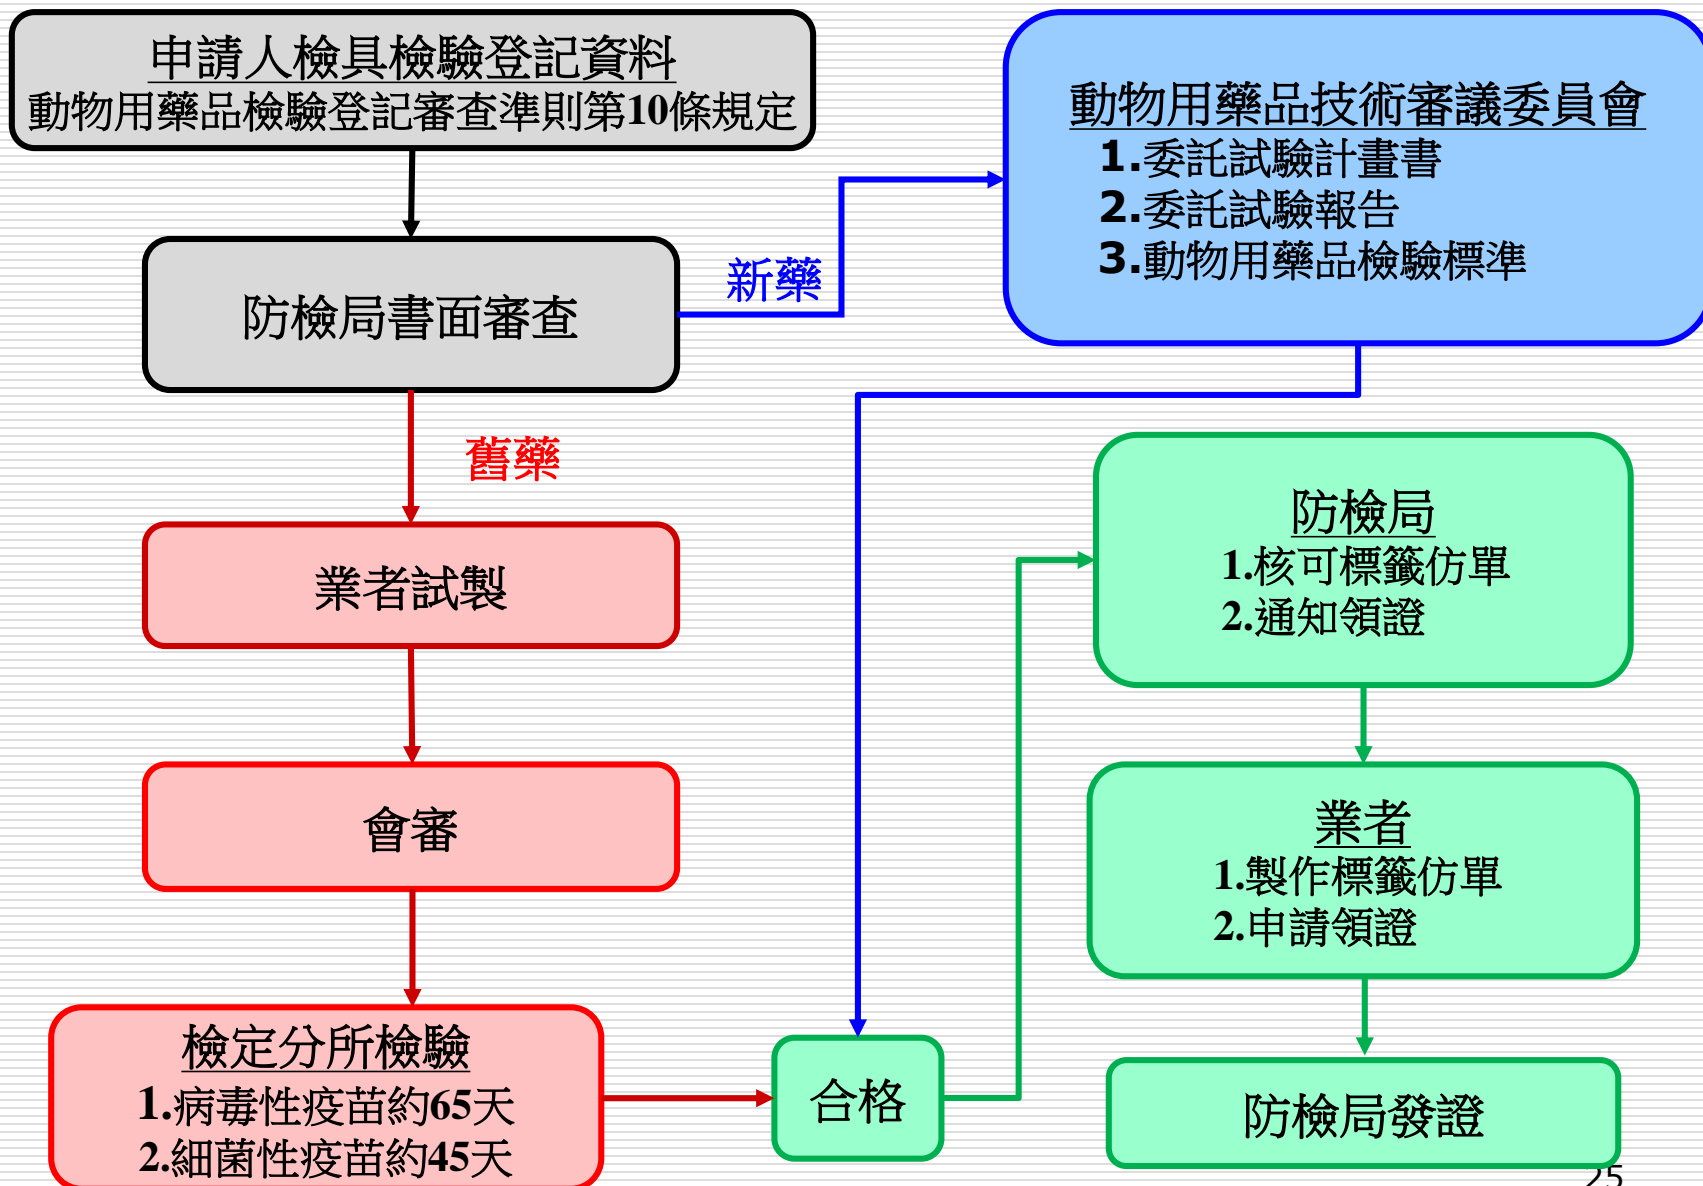 申請人檢具檢驗登記資料
動物用藥品檢驗登記審查準則第10條規定
防檢局書面審查
新藥
動物用藥品技術審議委員會
1.委託試驗計畫書
2.委託試驗報告
3.動物用藥品檢驗標準
舊藥
業者試製
會審
檢定分所檢驗
1.病毒性疫苗約65天
2.細菌性疫苗約45天
合格
防檢局
1.核可標籤仿單
2.通知領證
業者
1.製作標籤仿單
2.申請領證
防檢局發證
25